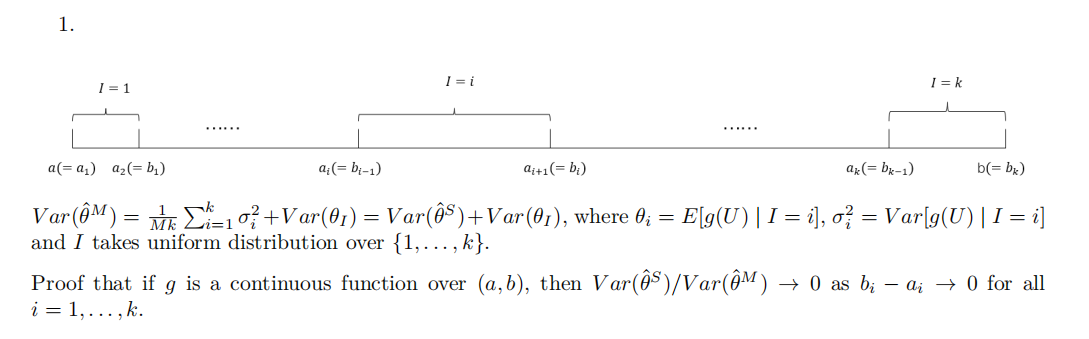 1.
I = 1 I = i I = k
...... ......
a(= a₁) a₂(= b₁) aᵢ(= bᵢ₋₁) aᵢ₊₁(= bᵢ) aₖ(= bₖ₋₁) b(= bₖ)
Var(θ̂ᴹ) = 1/(Mk) ∑ᵢ₌₁ᵏ σᵢ² + Var(θ_I) = Var(θ̂ˢ) + Var(θ_I), where θᵢ = E[g(U) | I = i], σᵢ² = Var[g(U) | I = i]
and I takes uniform distribution over {1, . . . , k}.
Proof that if g is a continuous function over (a, b), then Var(θ̂ˢ)/Var(θ̂ᴹ) → 0 as bᵢ − aᵢ → 0 for all
i = 1, . . . , k.